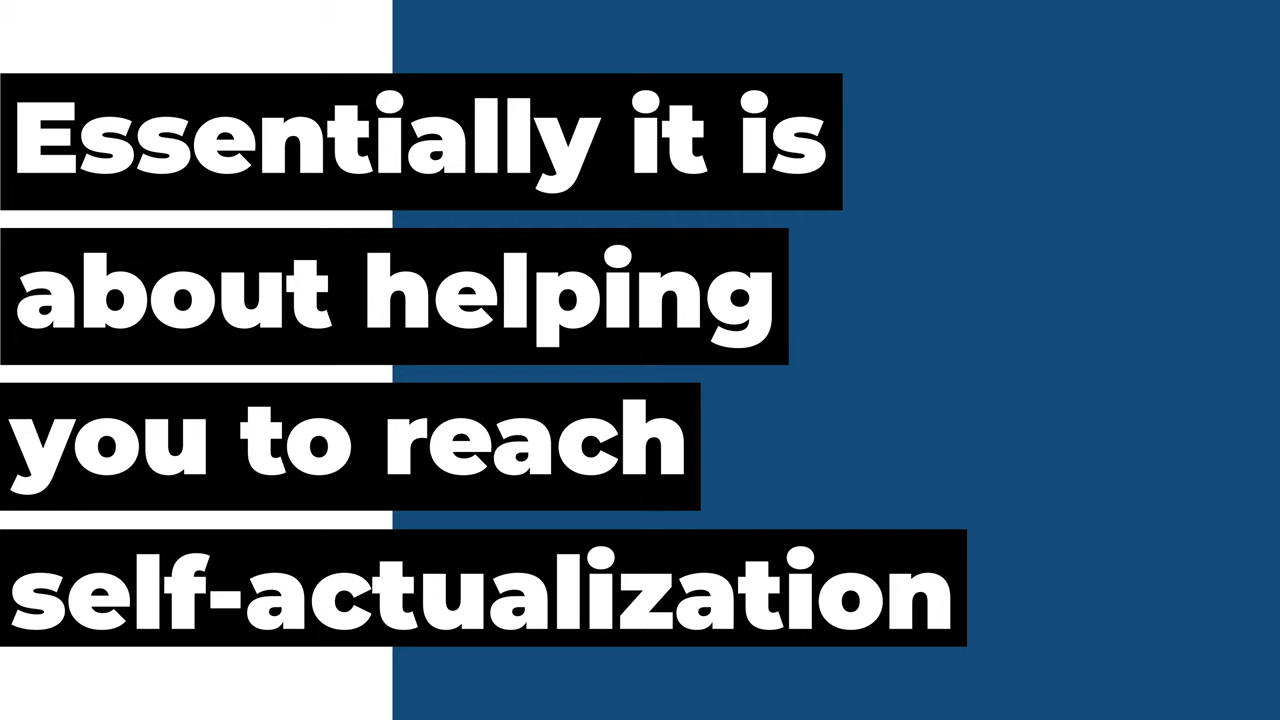 Essentially it is
about helping
you to reach
self-actualization